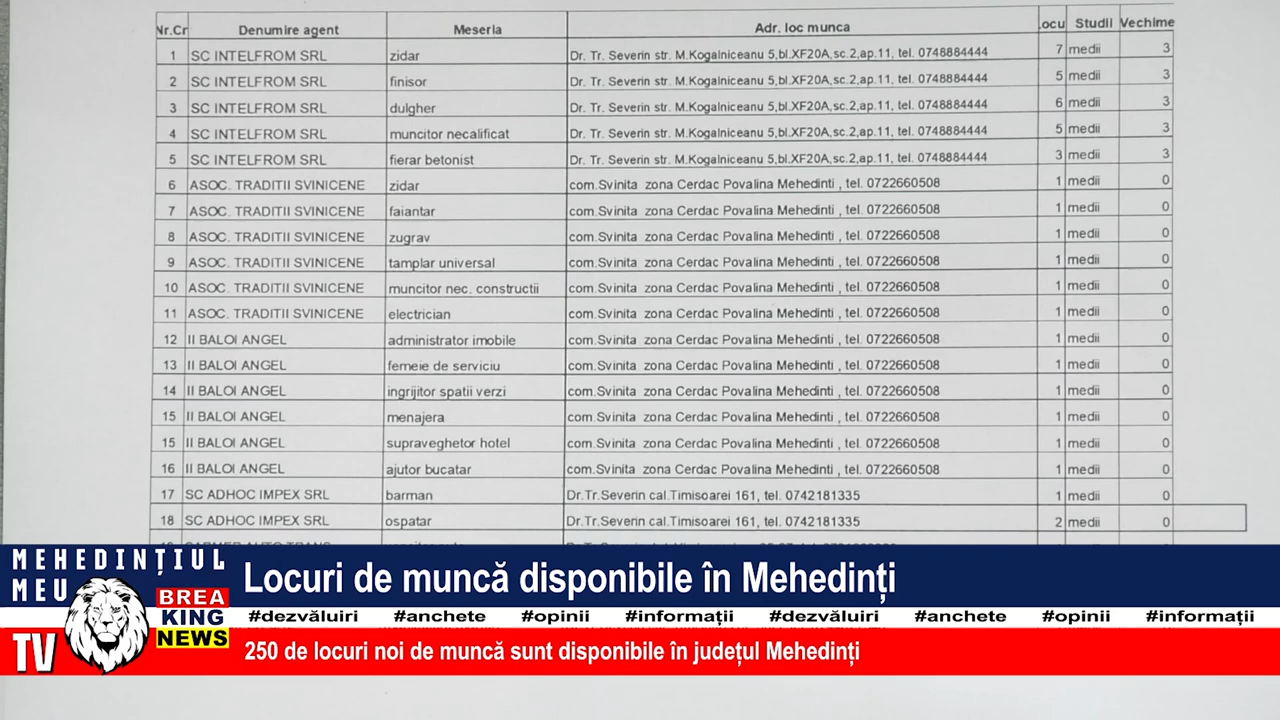 Nr.Cr Denumire agent Meseria Adr. loc munca Locu Studii Vechime
1 SC INTELFROM SRL zidar Dr. Tr. Severin str. M.Kogalniceanu 5,bl.XF20A,sc.2,ap.11, tel. 0748884444 7 medii 3
2 SC INTELFROM SRL finisor Dr. Tr. Severin str. M.Kogalniceanu 5,bl.XF20A,sc.2,ap.11, tel. 0748884444 5 medii 3
3 SC INTELFROM SRL dulgher Dr. Tr. Severin str. M.Kogalniceanu 5,bl.XF20A,sc.2,ap.11, tel. 0748884444 6 medii 3
4 SC INTELFROM SRL muncitor necalificat Dr. Tr. Severin str. M.Kogalniceanu 5,bl.XF20A,sc.2,ap.11, tel. 0748884444 5 medii 3
5 SC INTELFROM SRL fierar betonist Dr. Tr. Severin str. M.Kogalniceanu 5,bl.XF20A,sc.2,ap.11, tel. 0748884444 3 medii 3
6 ASOC. TRADITII SVINICENE zidar com.Svinita zona Cerdac Povalina Mehedinti , tel. 0722660508 1 medii 0
7 ASOC. TRADITII SVINICENE faiantar com.Svinita zona Cerdac Povalina Mehedinti , tel. 0722660508 1 medii 0
8 ASOC. TRADITII SVINICENE zugrav com.Svinita zona Cerdac Povalina Mehedinti , tel. 0722660508 1 medii 0
9 ASOC. TRADITII SVINICENE tamplar universal com.Svinita zona Cerdac Povalina Mehedinti , tel. 0722660508 1 medii 0
10 ASOC. TRADITII SVINICENE muncitor nec. constructii com.Svinita zona Cerdac Povalina Mehedinti , tel. 0722660508 1 medii 0
11 ASOC. TRADITII SVINICENE electrician com.Svinita zona Cerdac Povalina Mehedinti , tel. 0722660508 1 medii 0
12 II BALOI ANGEL administrator imobile com.Svinita zona Cerdac Povalina Mehedinti , tel. 0722660508 1 medii 0
13 II BALOI ANGEL femeie de serviciu com.Svinita zona Cerdac Povalina Mehedinti , tel. 0722660508 1 medii 0
14 II BALOI ANGEL ingrijitor spatii verzi com.Svinita zona Cerdac Povalina Mehedinti , tel. 0722660508 1 medii 0
15 II BALOI ANGEL menajera com.Svinita zona Cerdac Povalina Mehedinti , tel. 0722660508 1 medii 0
15 II BALOI ANGEL supraveghetor hotel com.Svinita zona Cerdac Povalina Mehedinti , tel. 0722660508 1 medii 0
16 II BALOI ANGEL ajutor bucatar com.Svinita zona Cerdac Povalina Mehedinti , tel. 0722660508 1 medii 0
17 SC ADHOC IMPEX SRL barman Dr.Tr.Severin cal.Timisoarei 161, tel. 0742181335 1 medii 0
18 SC ADHOC IMPEX SRL ospatar Dr.Tr.Severin cal.Timisoarei 161, tel. 0742181335 2 medii 0
MEHEDINȚIUL
MEU
TV
BREA
KING
NEWS
Locuri de muncă disponibile în Mehedinți
#dezvăluiri #anchete #opinii #informații #dezvăluiri #anchete #opinii #informații
250 de locuri noi de muncă sunt disponibile în județul Mehedinți